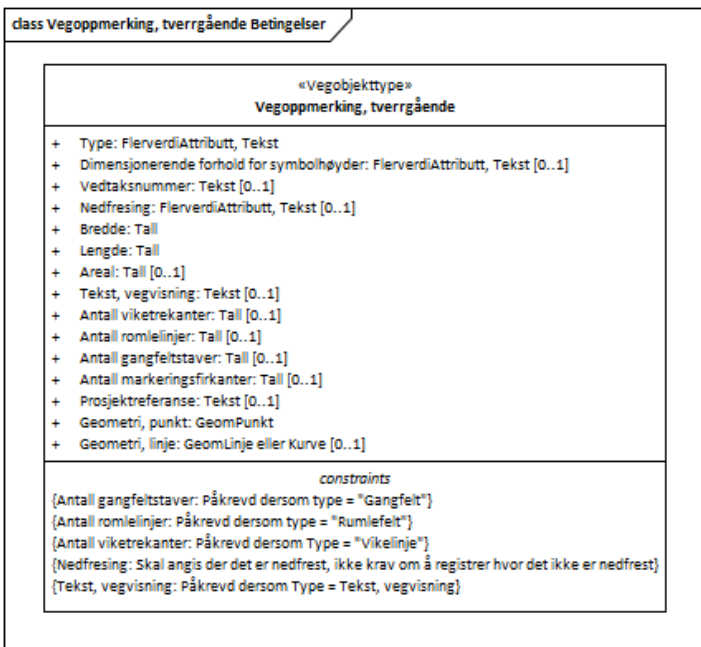 class Vegoppmerking, tverrgående Betingelser
«Vegobjekttype»
Vegoppmerking, tverrgående
+ Type: FlerverdiAttributt, Tekst
+ Dimensjonerende forhold for symbolhøyder: FlerverdiAttributt, Tekst [0..1]
+ Vedtaksnummer: Tekst [0..1]
+ Nedfresing: FlerverdiAttributt, Tekst [0..1]
+ Bredde: Tall
+ Lengde: Tall
+ Areal: Tall [0..1]
+ Tekst, vegvisning: Tekst [0..1]
+ Antall viketrekanter: Tall [0..1]
+ Antall romlelinjer: Tall [0..1]
+ Antall gangfeltstaver: Tall [0..1]
+ Antall markeringsfirkanter: Tall [0..1]
+ Prosjektreferanse: Tekst [0..1]
+ Geometri, punkt: GeomPunkt
+ Geometri, linje: GeomLinje eller Kurve [0..1]
constraints
{Antall gangfeltstaver: Påkrevd dersom type = "Gangfelt"}
{Antall romlelinjer: Påkrevd dersom type = "Rumlefelt"}
{Antall viketrekanter: Påkrevd dersom Type = "Vikelinje"}
{Nedfresing: Skal angis der det er nedfrest, ikke krav om å registrer hvor det ikke er nedfrest}
{Tekst, vegvisning: Påkrevd dersom Type = Tekst, vegvisning}